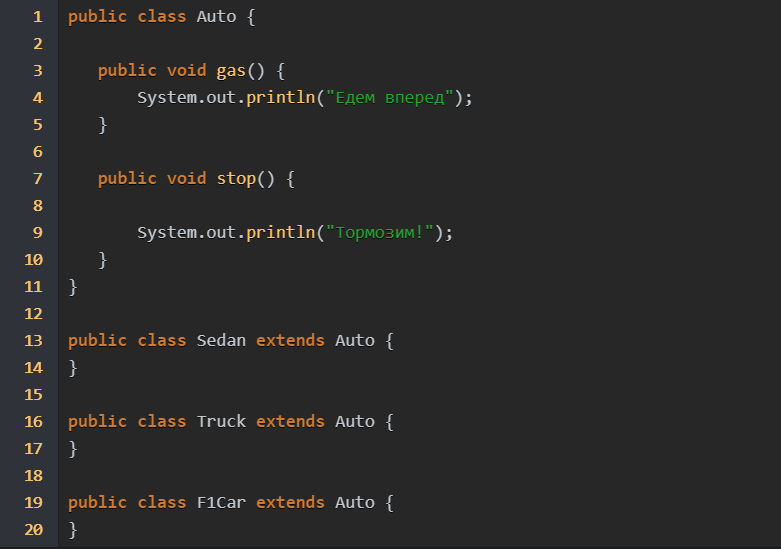 1 public class Auto {
2
3 public void gas() {
4 System.out.println("Едем вперед");
5 }
6
7 public void stop() {
8
9 System.out.println("Тормозим!");
10 }
11 }
12
13 public class Sedan extends Auto {
14 }
15
16 public class Truck extends Auto {
17 }
18
19 public class F1Car extends Auto {
20 }